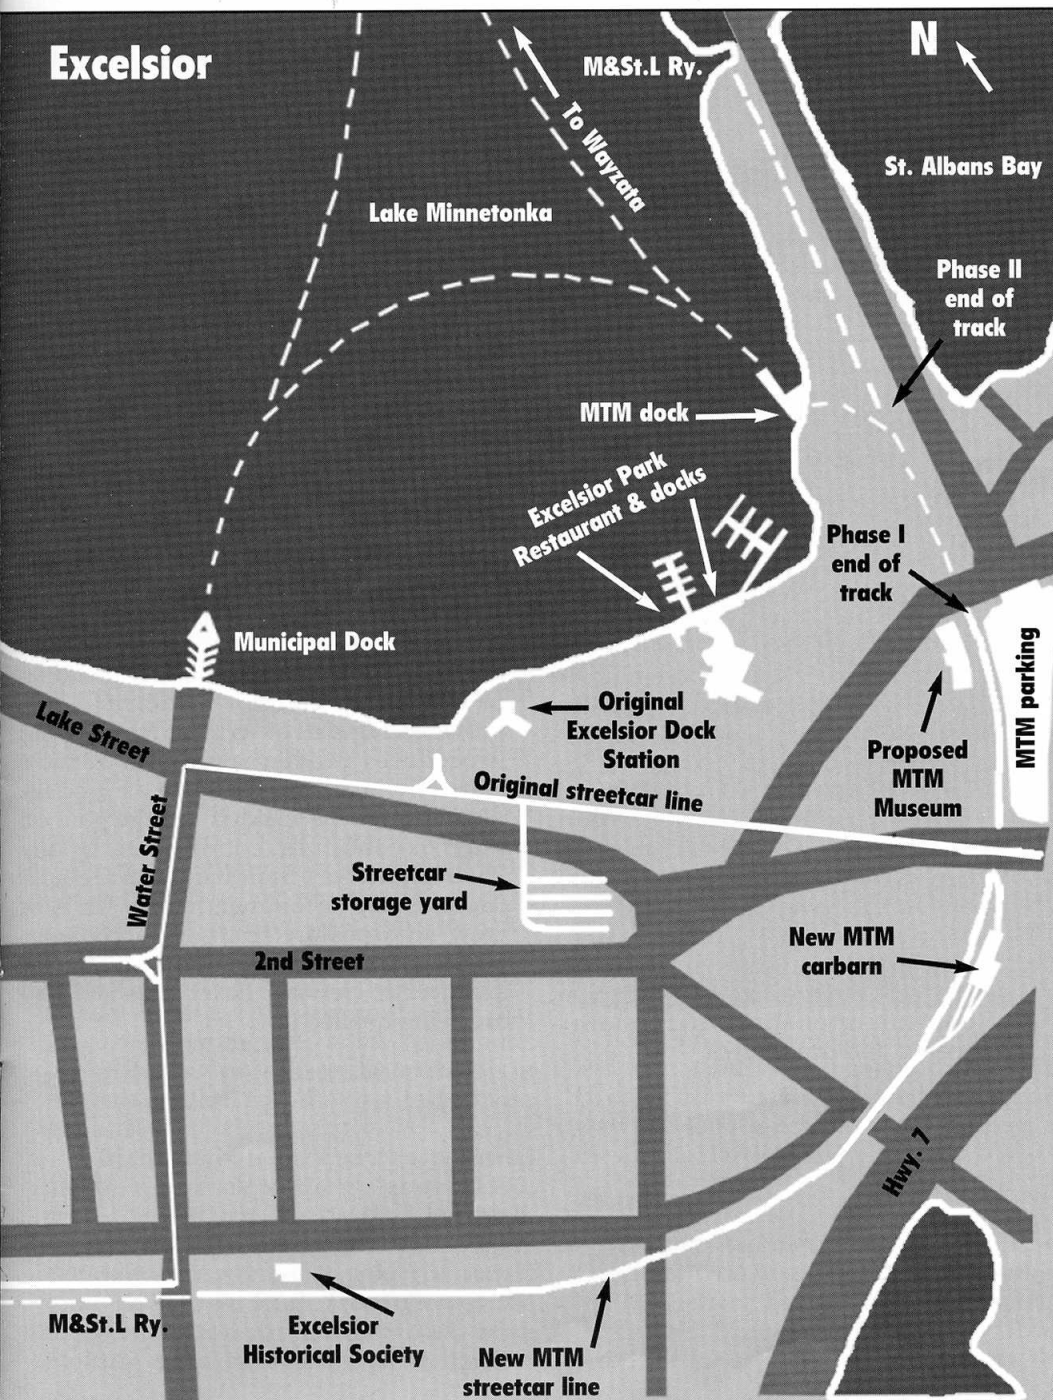 Excelsior
N
M&St.L Ry.
To Wayzata
St. Albans Bay
Lake Minnetonka
Phase II
end of
track
MTM dock
Excelsior Park
Restaurant & docks
Phase I
end of
track
Municipal Dock
MTM parking
Original
Excelsior Dock
Station
Lake Street
Proposed
MTM
Museum
Original streetcar line
Water Street
Streetcar
storage yard
New MTM
carbarn
2nd Street
Hwy. 7
M&St.L Ry.
Excelsior
Historical Society
New MTM
streetcar line